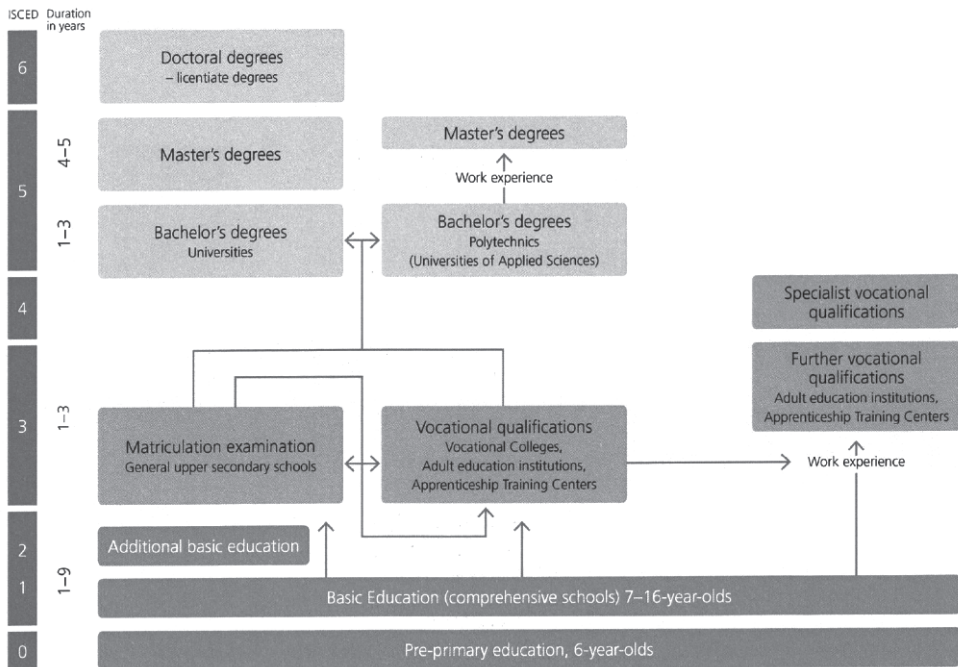 ISCED
Duration
in years
6
Doctoral degrees
– licentiate degrees
5
4–5
Master's degrees
Master's degrees
Work experience
1–3
Bachelor's degrees
Universities
Bachelor's degrees
Polytechnics
(Universities of Applied Sciences)
4
Specialist vocational
qualifications
3
1–3
Further vocational
qualifications
Adult education institutions,
Apprenticeship Training Centers
Matriculation examination
General upper secondary schools
Vocational qualifications
Vocational Colleges,
Adult education institutions,
Apprenticeship Training Centers
Work experience
2
Additional basic education
1
1–9
Basic Education (comprehensive schools) 7–16-year-olds
0
Pre-primary education, 6-year-olds